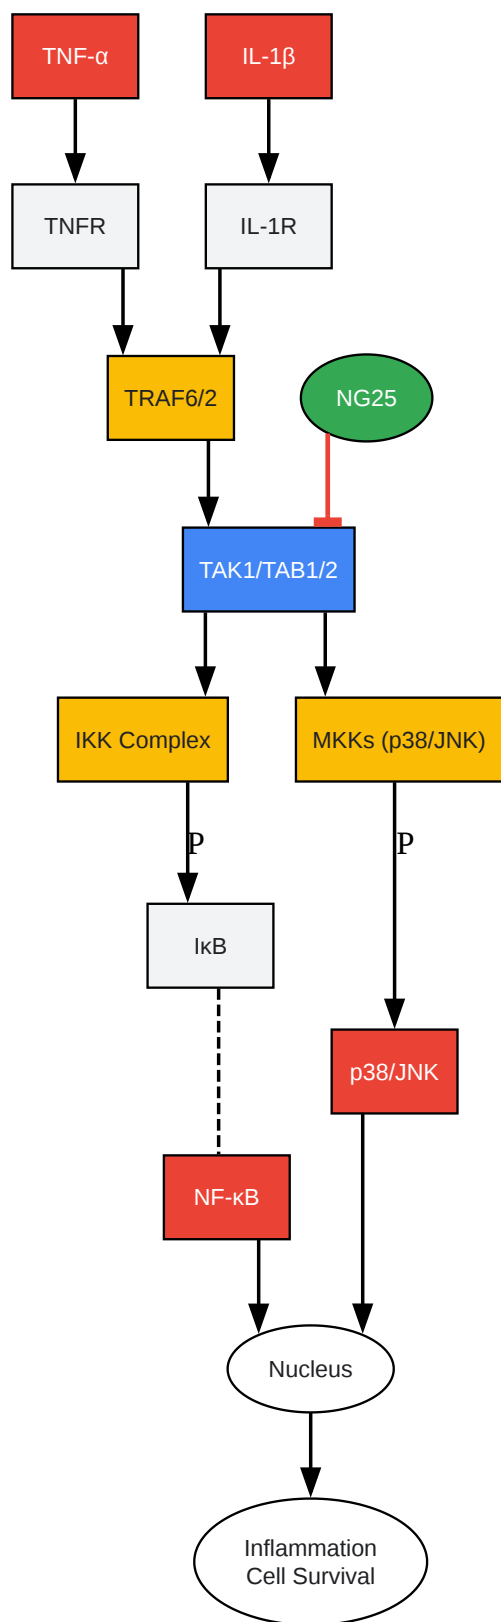 TNF-α
IL-1β
TNFR
IL-1R
TRAF6/2
NG25
TAK1/TAB1/2
IKK Complex
MKKs (p38/JNK)
P
P
IκB
p38/JNK
NF-κB
Nucleus
Inflammation
Cell Survival